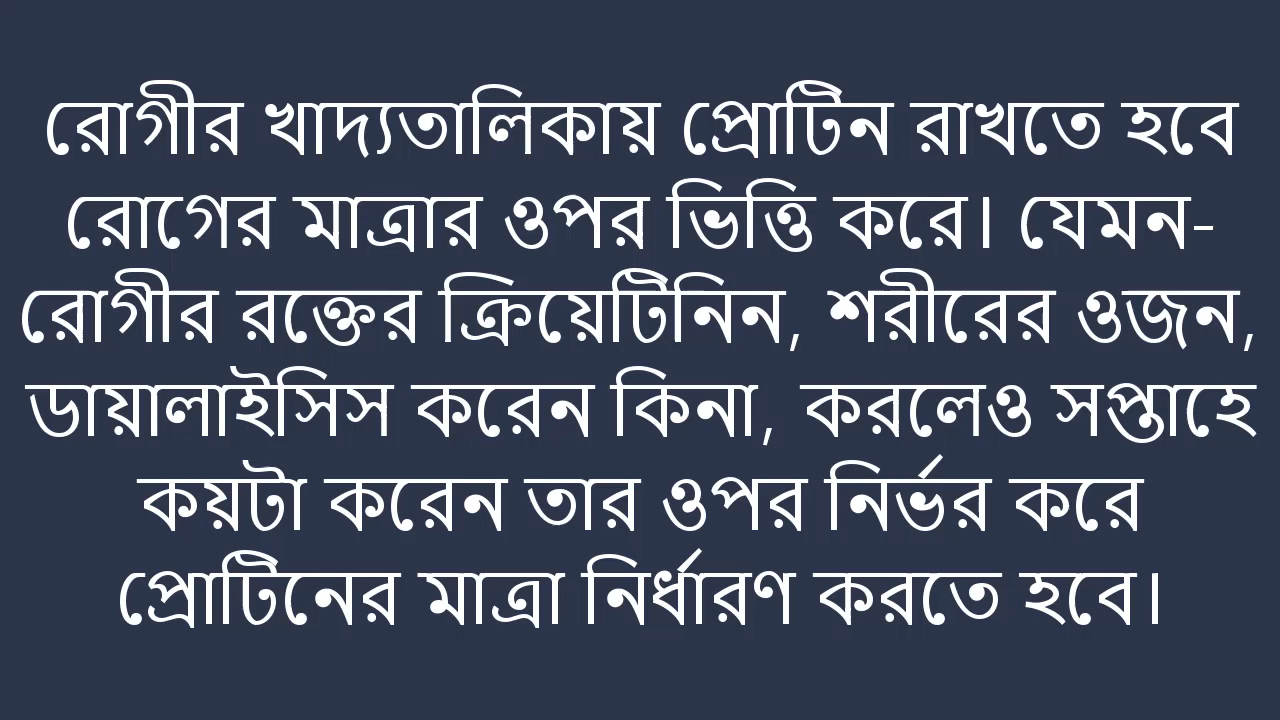 রোগীর খাদ্যতালিকায় প্রোটিন রাখতে হবে
রোগের মাত্রার ওপর ভিত্তি করে। যেমন-
রোগীর রক্তের ক্রিয়েটিনিন, শরীরের ওজন,
ডায়ালাইসিস করেন কিনা, করলেও সপ্তাহে
কয়টা করেন তার ওপর নির্ভর করে
প্রোটিনের মাত্রা নির্ধারণ করতে হবে।